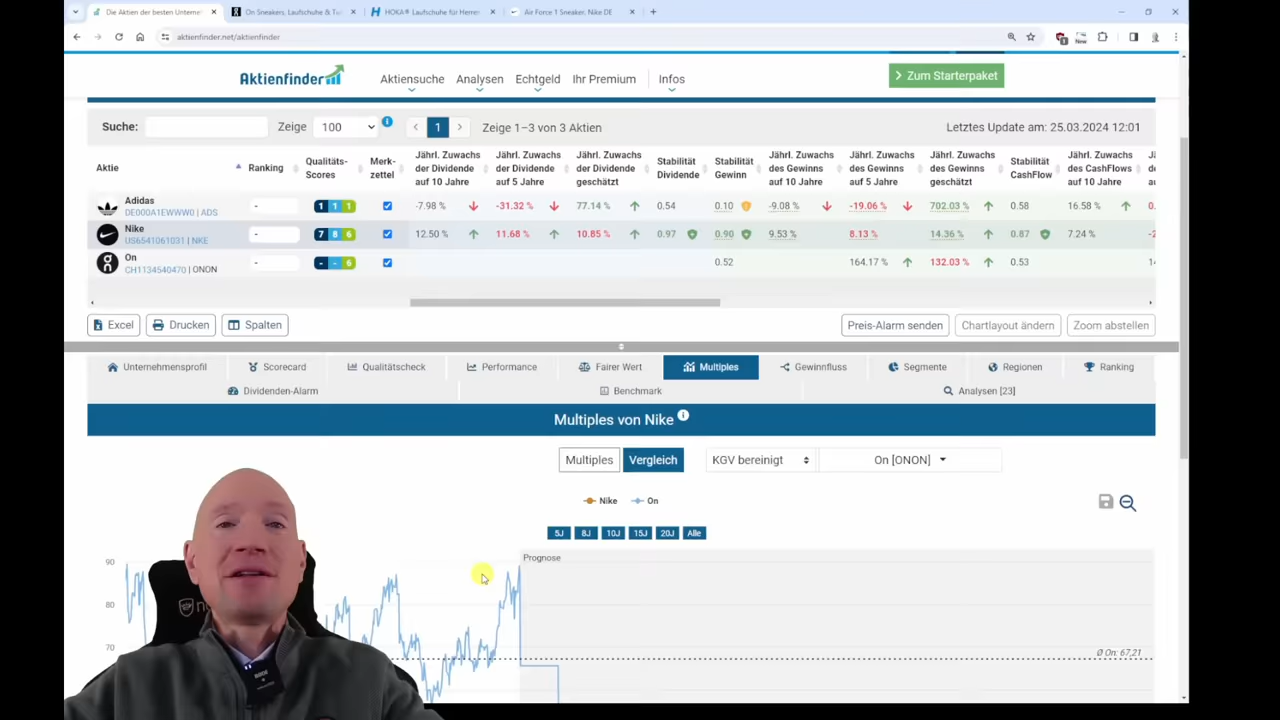 Die Aktien der besten Unterne
On Sneakers, Laufschuhe & Tu
HOKA® Laufschuhe für Herrer
Air Force 1 Sneaker. Nike DE
aktienfinder.net/aktienfinder
New
Aktienfinder
Aktiensuche Analysen Echtgeld Ihr Premium Infos
Zum Starterpaket
Suche: Zeige 100 1 Zeige 1–3 von 3 Aktien
Letztes Update am: 25.03.2024 12:01
Aktie
Ranking
Qualitäts-
Scores
Merk-
zettel
Jährl. Zuwachs
der Dividende
auf 10 Jahre
Jährl. Zuwachs
der Dividende
auf 5 Jahre
Jährl. Zuwachs
der Dividende
geschätzt
Stabilität
Dividende
Stabilität
Gewinn
Jährl. Zuwachs
des Gewinns
auf 10 Jahre
Jährl. Zuwachs
des Gewinns
auf 5 Jahre
Jährl. Zuwachs
des Gewinns
geschätzt
Stabilität
CashFlow
Jährl. Zuwachs
des CashFlows
auf 10 Jahre
Adidas
DE000A1EWWW0 | ADS
- 1 1 1 -7.98 % -31.32 % 77.14 % 0.54 0.10 -9.08 % -19.06 % 702.03 % 0.58 16.58 % 0.
Nike
US6541061031 | NKE
- 7 8 6 12.50 % 11.68 % 10.85 % 0.97 0.90 9.53 % 8.13 % 14.36 % 0.87 7.24 % -2
On
CH1134540470 | ONON
- - - 6 0.52 164.17 % 132.03 % 0.53 14
Excel Drucken Spalten
Preis-Alarm senden Chartlayout ändern Zoom abstellen
Unternehmensprofil Scorecard Qualitätscheck Performance Fairer Wert Multiples Gewinnfluss Segmente Regionen Ranking
Dividenden-Alarm Benchmark Analysen [23]
Multiples von Nike
Multiples Vergleich KGV bereinigt On [ONON]
Nike On
5J 8J 10J 15J 20J Alle
Prognose
90
80
70
Ø On: 67,21